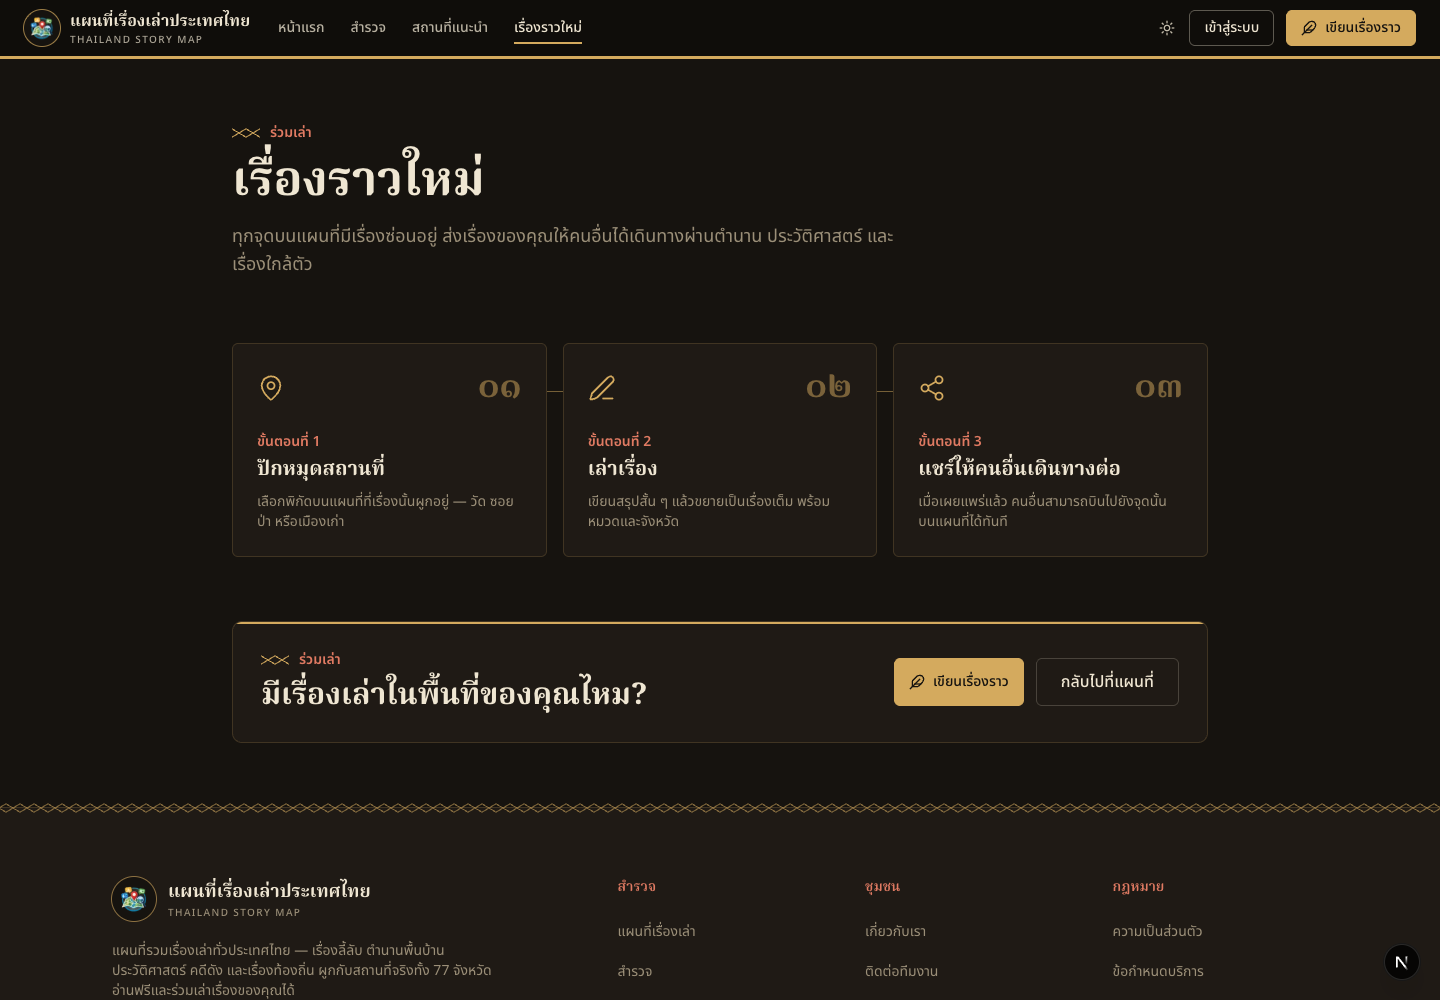 แผนที่เรื่องเล่าประเทศไทย
THAILAND STORY MAP
หน้าแรก
สำรวจ
สถานที่แนะนำ
เรื่องราวใหม่
เข้าสู่ระบบ
เขียนเรื่องราว
ร่วมเล่า
เรื่องราวใหม่
ทุกจุดบนแผนที่มีเรื่องซ่อนอยู่ ส่งเรื่องของคุณให้คนอื่นได้เดินทางผ่านตำนาน ประวัติศาสตร์ และ
เรื่องใกล้ตัว
๐๑
ขั้นตอนที่ 1
ปักหมุดสถานที่
เลือกพิกัดบนแผนที่ที่เรื่องนั้นผูกอยู่ — วัด ซอย
ป่า หรือเมืองเก่า
๐๒
ขั้นตอนที่ 2
เล่าเรื่อง
เขียนสรุปสั้น ๆ แล้วขยายเป็นเรื่องเต็ม พร้อม
หมวดและจังหวัด
๐๓
ขั้นตอนที่ 3
แชร์ให้คนอื่นเดินทางต่อ
เมื่อเผยแพร่แล้ว คนอื่นสามารถบินไปยังจุดนั้น
บนแผนที่ได้ทันที
ร่วมเล่า
มีเรื่องเล่าในพื้นที่ของคุณไหม?
เขียนเรื่องราว
กลับไปที่แผนที่
แผนที่เรื่องเล่าประเทศไทย
THAILAND STORY MAP
แผนที่รวมเรื่องเล่าทั่วประเทศไทย — เรื่องลี้ลับ ตำนานพื้นบ้าน
ประวัติศาสตร์ คดีดัง และเรื่องท้องถิ่น ผูกกับสถานที่จริงทั้ง 77 จังหวัด
อ่านฟรีและร่วมเล่าเรื่องของคุณได้
สำรวจ
แผนที่เรื่องเล่า
สำรวจ
ชุมชน
เกี่ยวกับเรา
ติดต่อทีมงาน
กฎหมาย
ความเป็นส่วนตัว
ข้อกำหนดบริการ
N